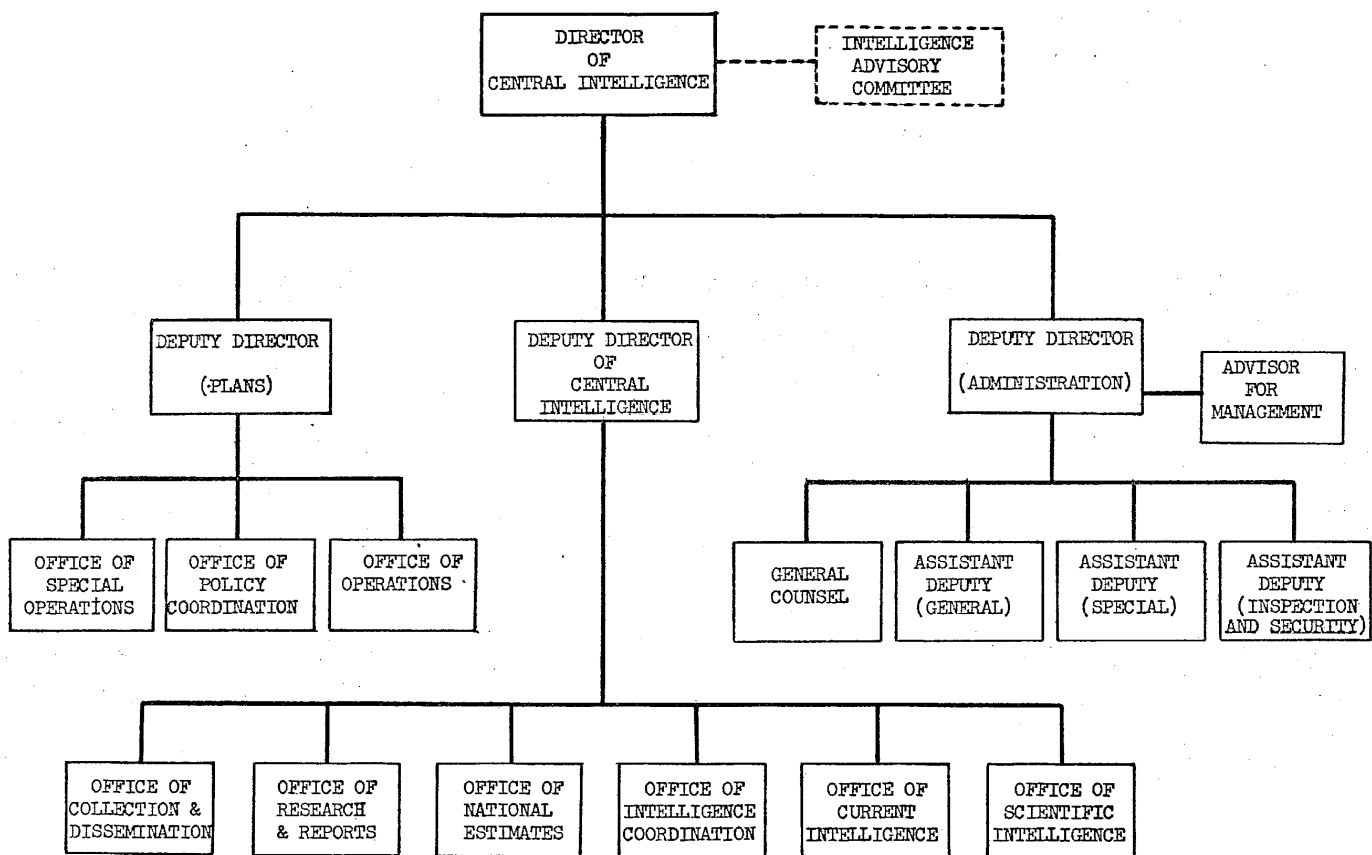 DIRECTOR
OF
CENTRAL INTELLIGENCE
INTELLIGENCE
ADVISORY
COMMITTEE
DEPUTY DIRECTOR
(PLANS)
DEPUTY DIRECTOR
OF
CENTRAL
INTELLIGENCE
DEPUTY DIRECTOR
(ADMINISTRATION)
ADVISOR
FOR
MANAGEMENT
OFFICE OF
SPECIAL
OPERATIONS
OFFICE OF
POLICY
COORDINATION
OFFICE OF
OPERATIONS
GENERAL
COUNSEL
ASSISTANT
DEPUTY
(GENERAL)
ASSISTANT
DEPUTY
(SPECIAL)
ASSISTANT
DEPUTY
(INSPECTION
AND SECURITY)
OFFICE OF
COLLECTION &
DISSEMINATION
OFFICE OF
RESEARCH
& REPORTS
OFFICE OF
NATIONAL
ESTIMATES
OFFICE OF
INTELLIGENCE
COORDINATION
OFFICE OF
CURRENT
INTELLIGENCE
OFFICE OF
SCIENTIFIC
INTELLIGENCE